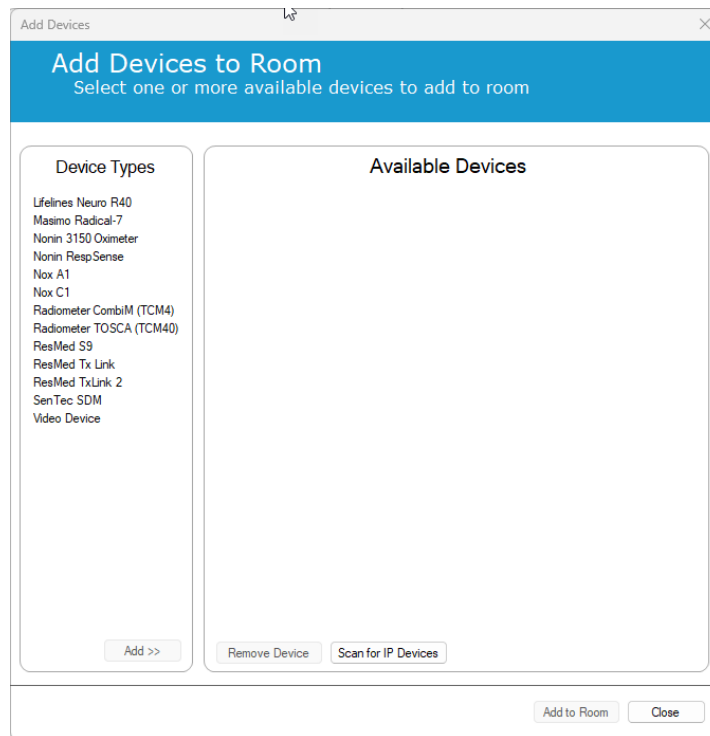 Add Devices
Add Devices to Room
Select one or more available devices to add to room
Device Types
Lifelines Neuro R40
Masimo Radical-7
Nonin 3150 Oximeter
Nonin RespSense
Nox A1
Nox C1
Radiometer CombiM (TCM4)
Radiometer TOSCA (TCM40)
ResMed S9
ResMed Tx Link
ResMed TxLink 2
SenTec SDM
Video Device
Add >>
Available Devices
Remove Device
Scan for IP Devices
Add to Room
Close